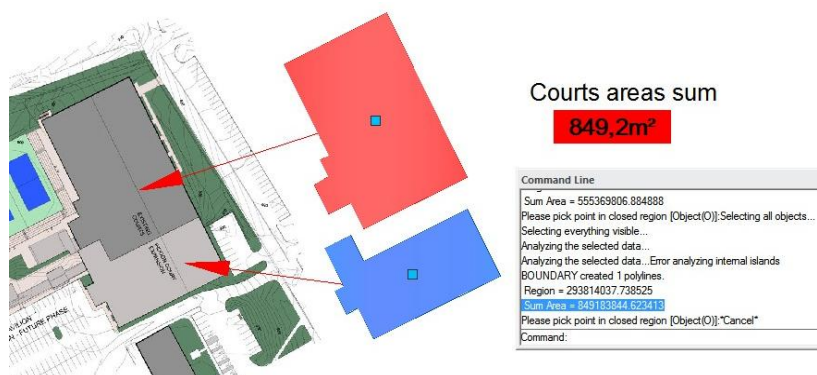 Courts areas sum
849,2m²
Command Line
Sum Area = 555369806.884888
Please pick point in closed region [Object(O)]:Selecting all objects...
Selecting everything visible...
Analyzing the selected data...
Analyzing the selected data...Error analyzing internal islands
BOUNDARY created 1 polylines.
Region = 293814037.738525
Sum Area = 849183844.623413
Please pick point in closed region [Object(O)]:*Cancel*
Command:
EXISTING
COURTS
EXPANSION
FUTURE PHASE